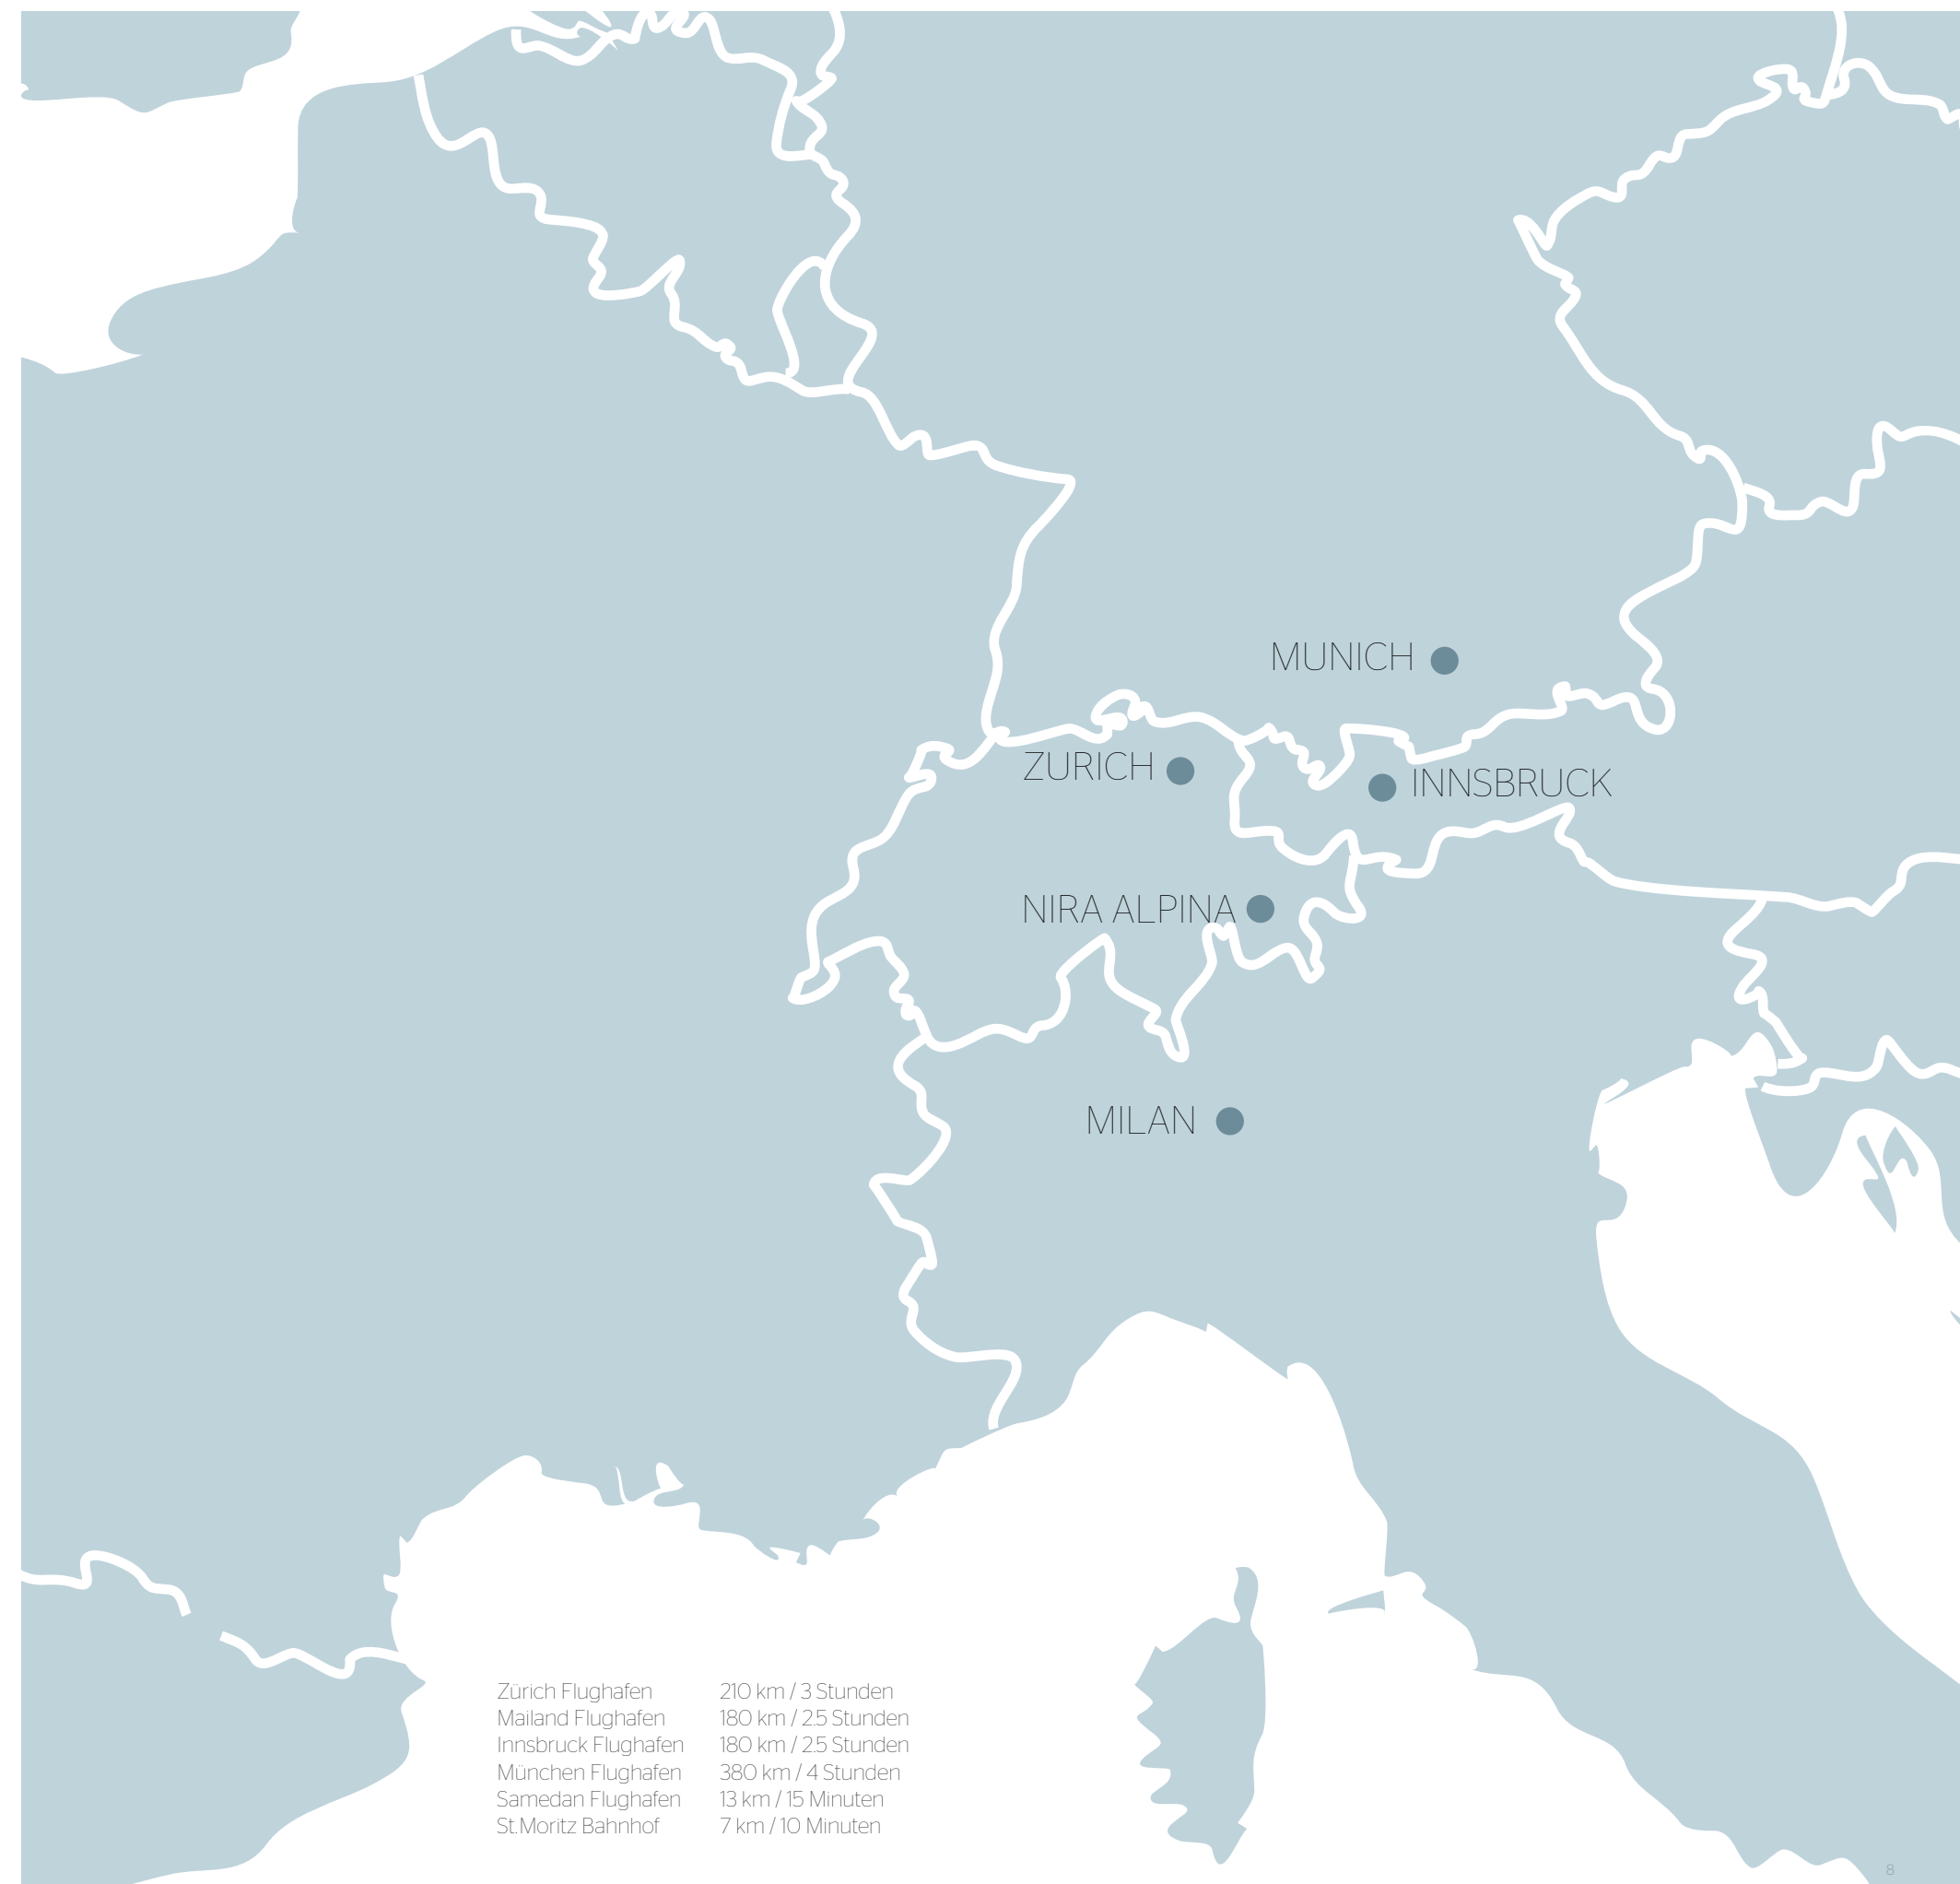 MUNICH
ZURICH
INNSBRUCK
NIRA ALPINA
MILAN
Zürich Flughafen 210 km / 3 Stunden
Mailand Flughafen 180 km / 2.5 Stunden
Innsbruck Flughafen 180 km / 2.5 Stunden
München Flughafen 380 km / 4 Stunden
Samedan Flughafen 13 km / 15 Minuten
St.Moritz Bahnhof 7 km / 10 Minuten
8